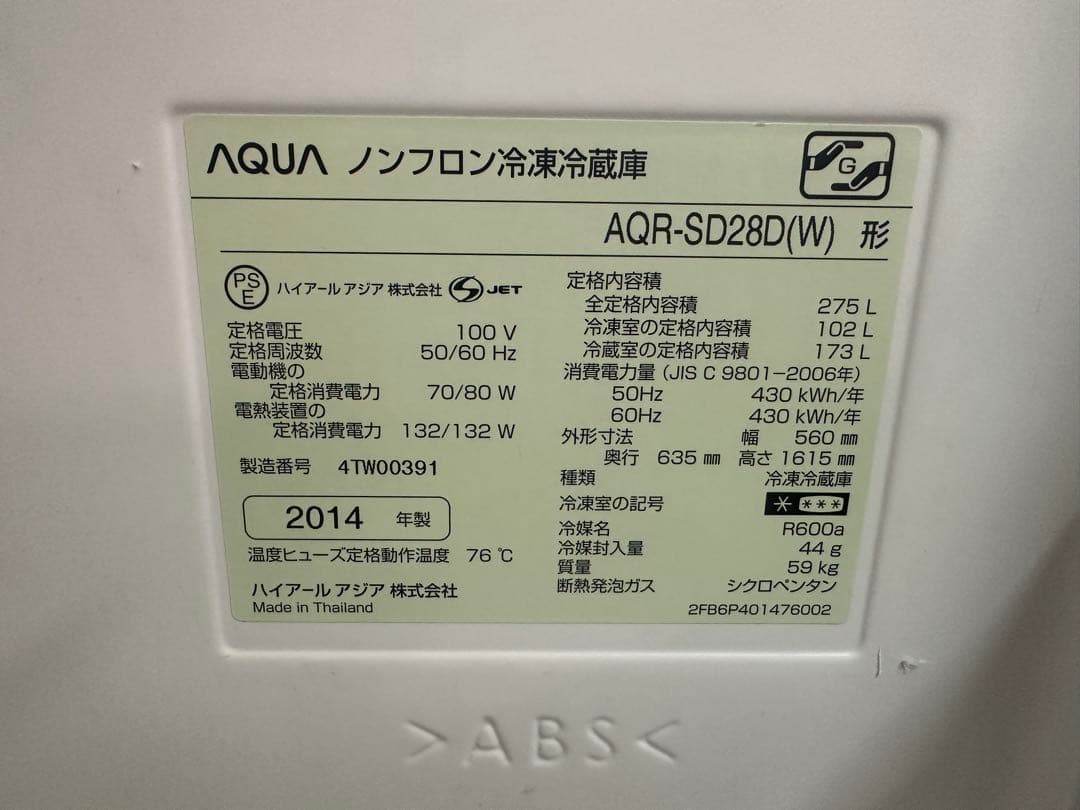 AQUA ノンフロン冷凍冷蔵庫
G
AQR-SD28D(W) 形
PS
E
ハイアール アジア 株式会社 S JET
定格電圧 100 V
定格周波数 50/60 Hz
電動機の
定格消費電力 70/80 W
電熱装置の
定格消費電力 132/132 W
製造番号 4TW00391
2014 年製
温度ヒューズ定格動作温度 76 ℃
ハイアール アジア 株式会社
Made in Thailand
定格内容積
全定格内容積 275 L
冷凍室の定格内容積 102 L
冷蔵室の定格内容積 173 L
消費電力量 (JIS C 9801-2006年)
50Hz 430 kWh/年
60Hz 430 kWh/年
外形寸法 幅 560 ㎜
奥行 635 ㎜ 高さ 1615 ㎜
種類 冷凍冷蔵庫
冷凍室の記号 * ***
冷媒名 R600a
冷媒封入量 44 g
質量 59 kg
断熱発泡ガス シクロペンタン
2FB6P401476002
>ABS<